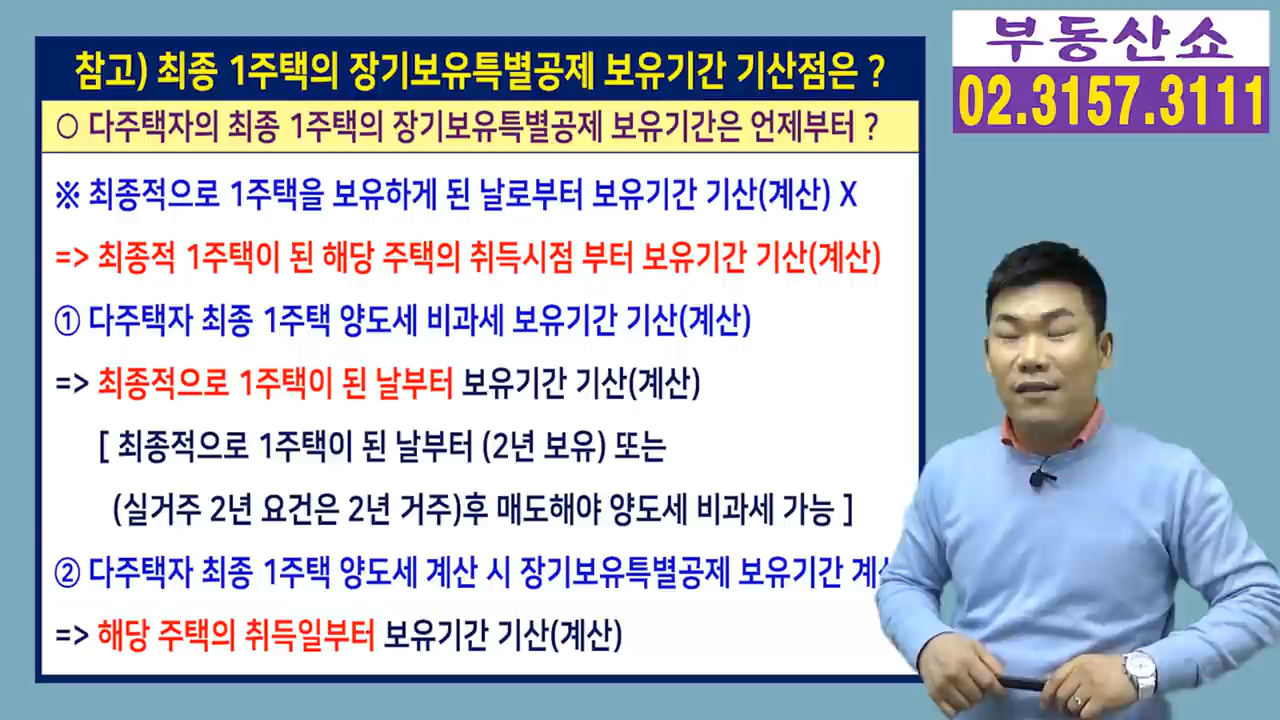 부동산쇼
02.3157.3111
참고) 최종 1주택의 장기보유특별공제 보유기간 기산점은 ?
○ 다주택자의 최종 1주택의 장기보유특별공제 보유기간은 언제부터 ?
※ 최종적으로 1주택을 보유하게 된 날로부터 보유기간 기산(계산) X
=> 최종적 1주택이 된 해당 주택의 취득시점 부터 보유기간 기산(계산)
① 다주택자 최종 1주택 양도세 비과세 보유기간 기산(계산)
=> 최종적으로 1주택이 된 날부터 보유기간 기산(계산)
[ 최종적으로 1주택이 된 날부터 (2년 보유) 또는
(실거주 2년 요건은 2년 거주)후 매도해야 양도세 비과세 가능 ]
② 다주택자 최종 1주택 양도세 계산 시 장기보유특별공제 보유기간
=> 해당 주택의 취득일부터 보유기간 기산(계산)